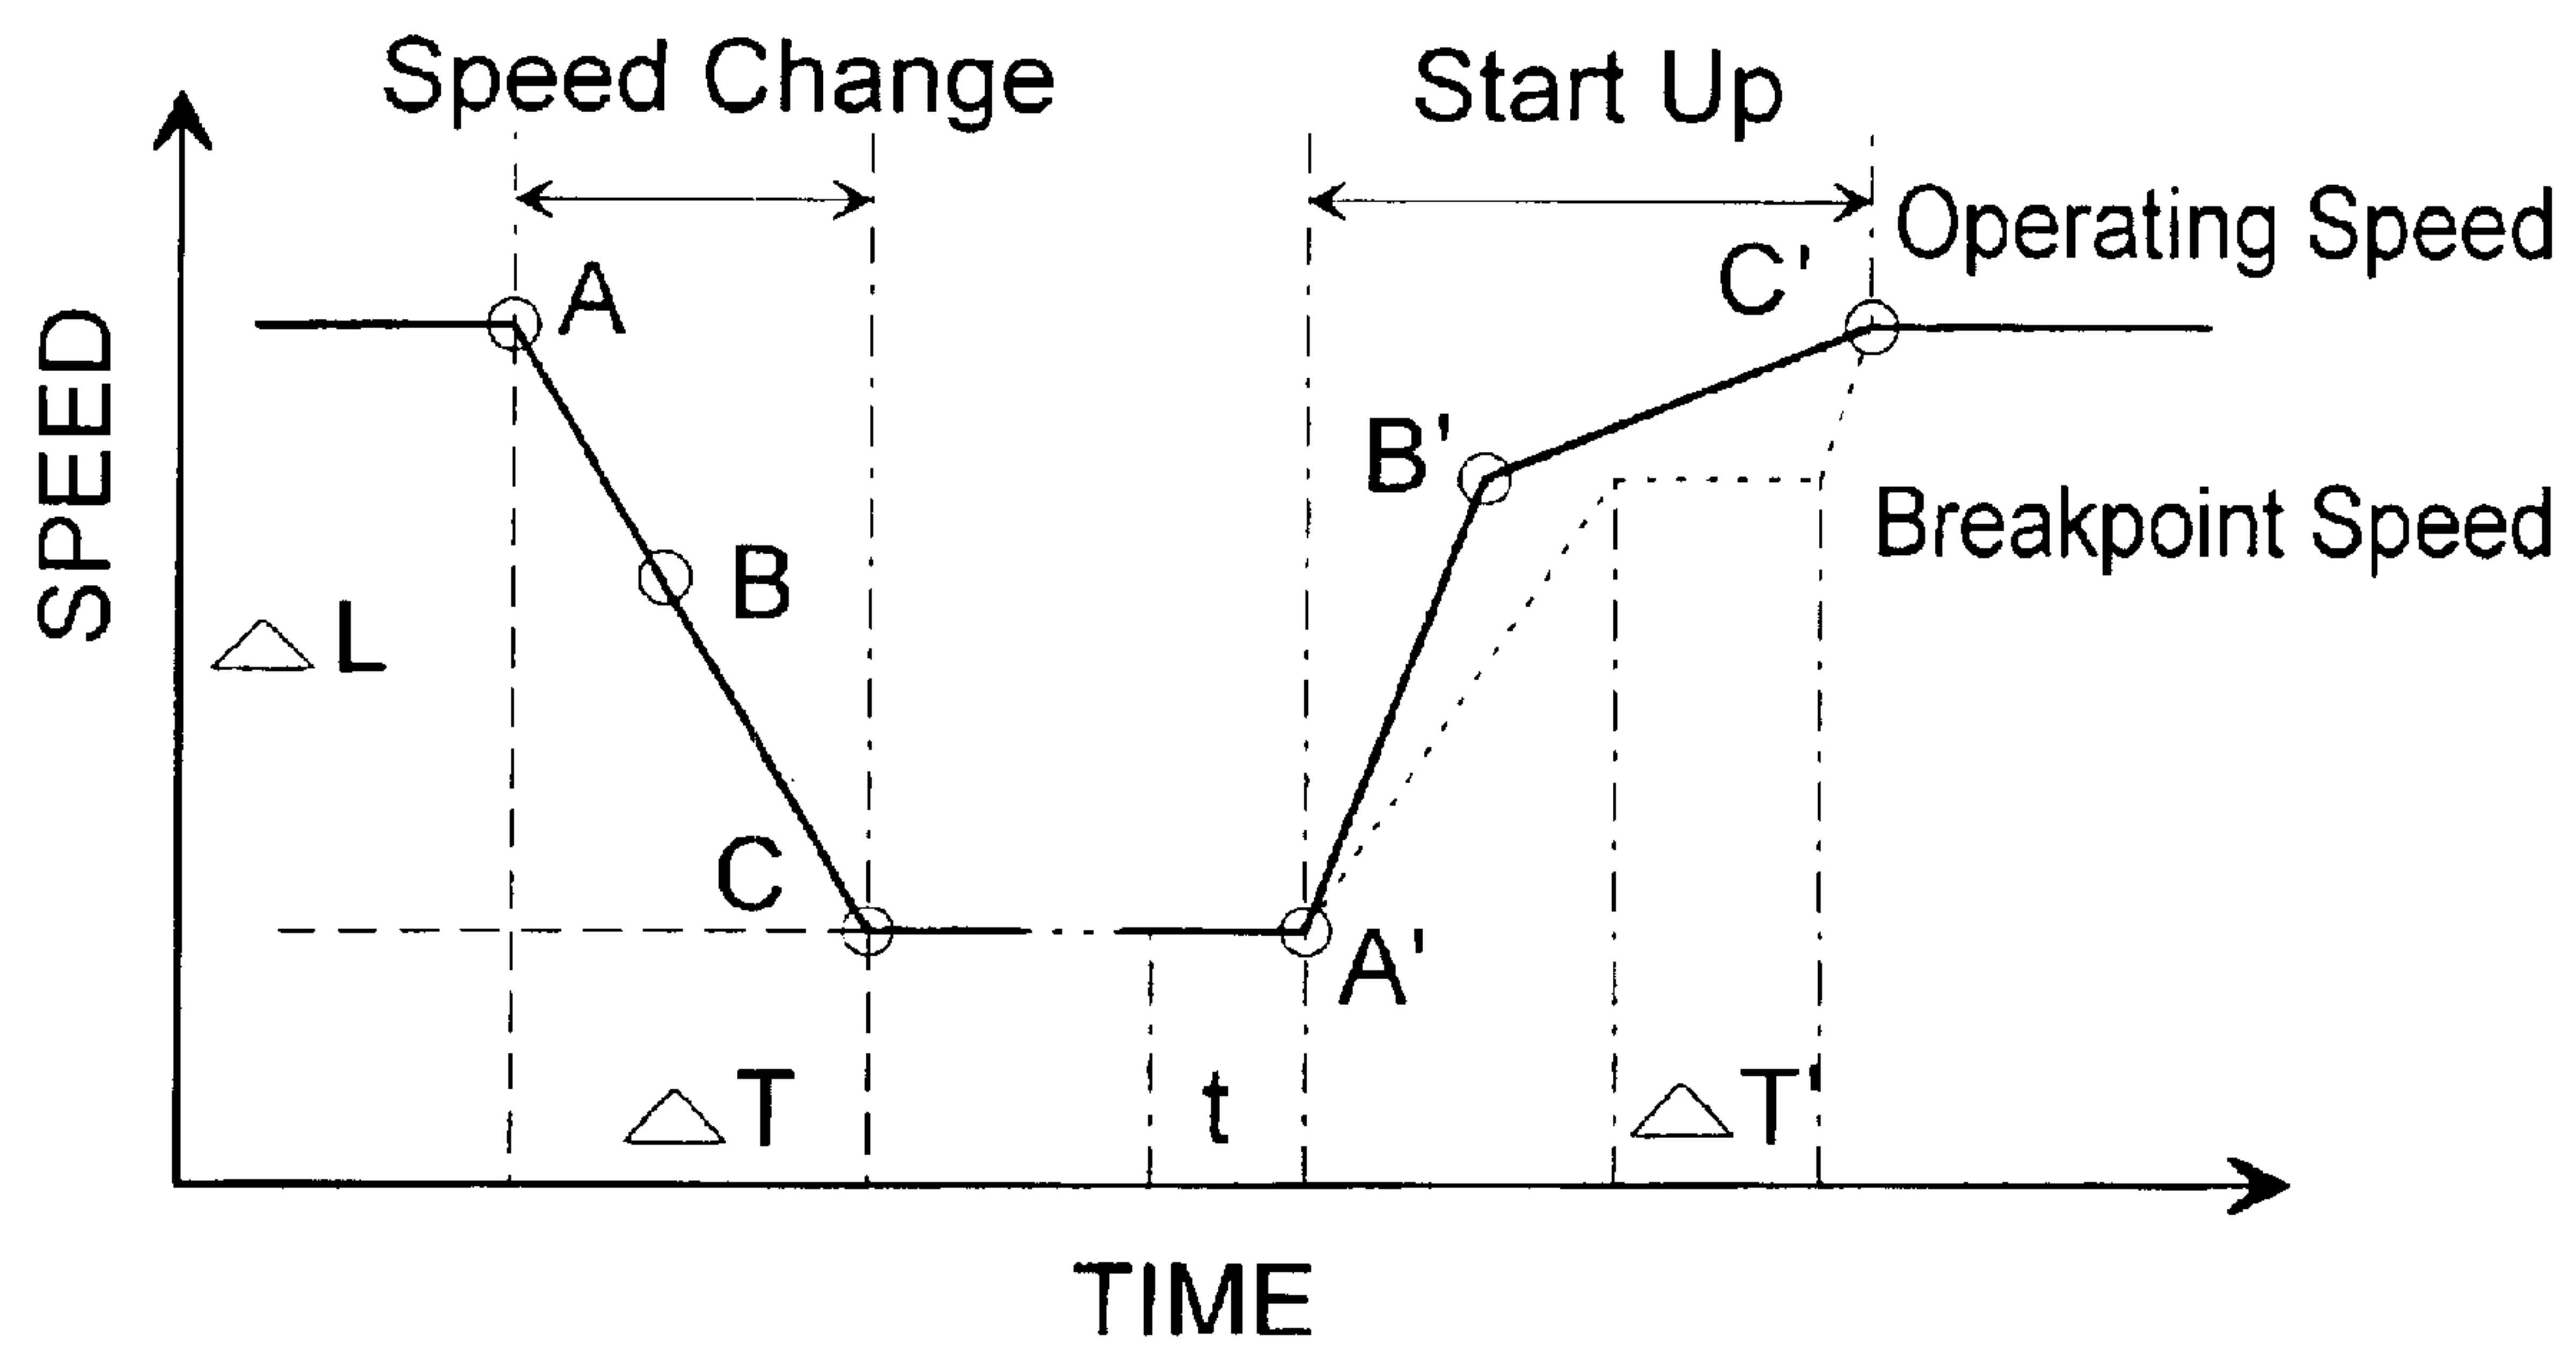 Speed Change
Start Up
Operating Speed
C'
A
SPEED
B'
Breakpoint Speed
B
△L
C
A'
△T
t
△T'
TIME